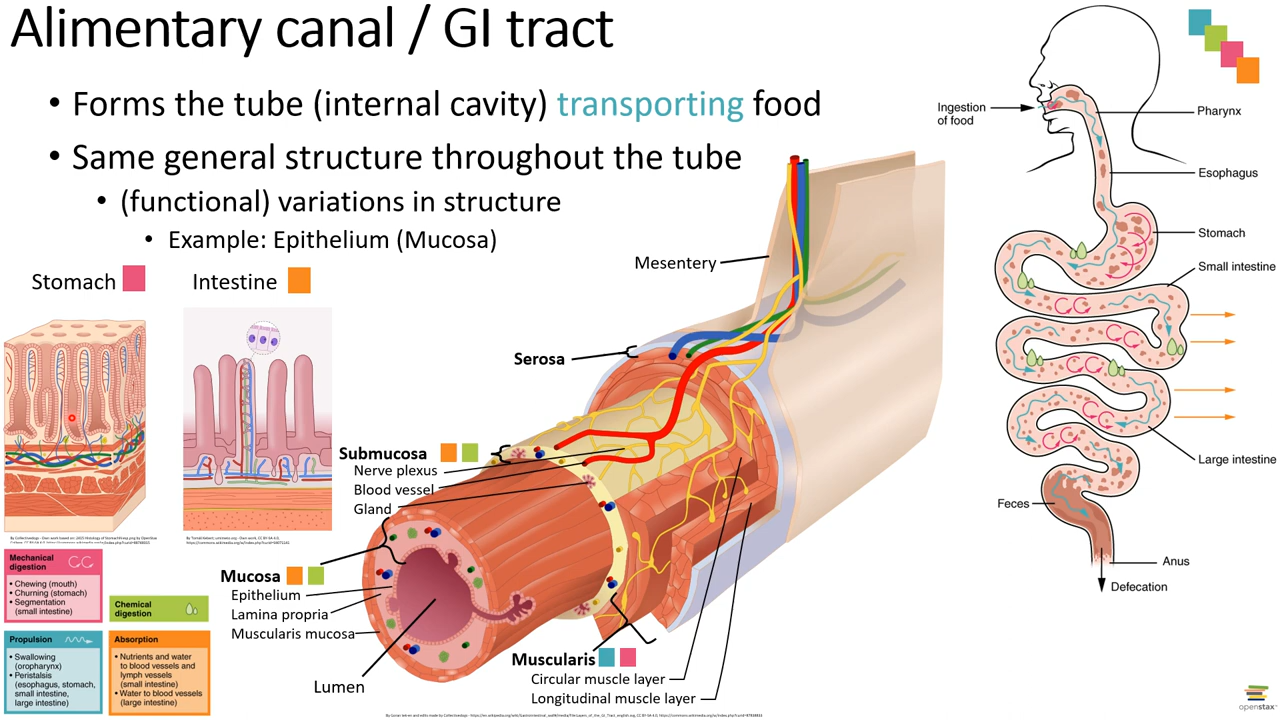 Alimentary canal / GI tract
• Forms the tube (internal cavity) transporting food
• Same general structure throughout the tube
• (functional) variations in structure
• Example: Epithelium (Mucosa)
Stomach
Intestine
Mesentery
Serosa
Submucosa
Nerve plexus
Blood vessel
Gland
Mucosa
Epithelium
Lamina propria
Muscularis mucosa
Lumen
Muscularis
Circular muscle layer
Longitudinal muscle layer
Mechanical
digestion
• Chewing (mouth)
• Churning (stomach)
• Segmentation
(small intestine)
Chemical
digestion
Propulsion
• Swallowing
(oropharynx)
• Peristalsis
(esophagus, stomach,
small intestine,
large intestine)
Absorption
• Nutrients and water
to blood vessels and
lymph vessels
(small intestine)
• Water to blood vessels
(large intestine)
Ingestion
of food
Pharynx
Esophagus
Stomach
Small intestine
Large intestine
Feces
Anus
Defecation
openstax